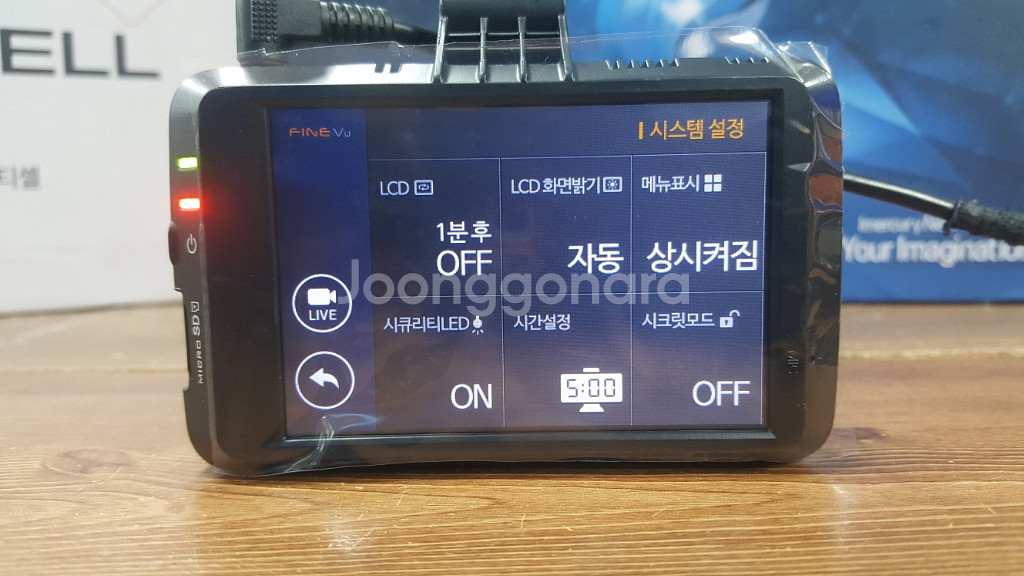 ELL
티셀
FINEVu
시스템 설정
LCD
LCD 화면밝기
메뉴표시
1분 후
OFF
자동
상시켜짐
Joonggonara
LIVE
시큐리티LED
시간설정
시크릿모드
ON
5:00
OFF
MICRO SD
MIC
Your Imagination